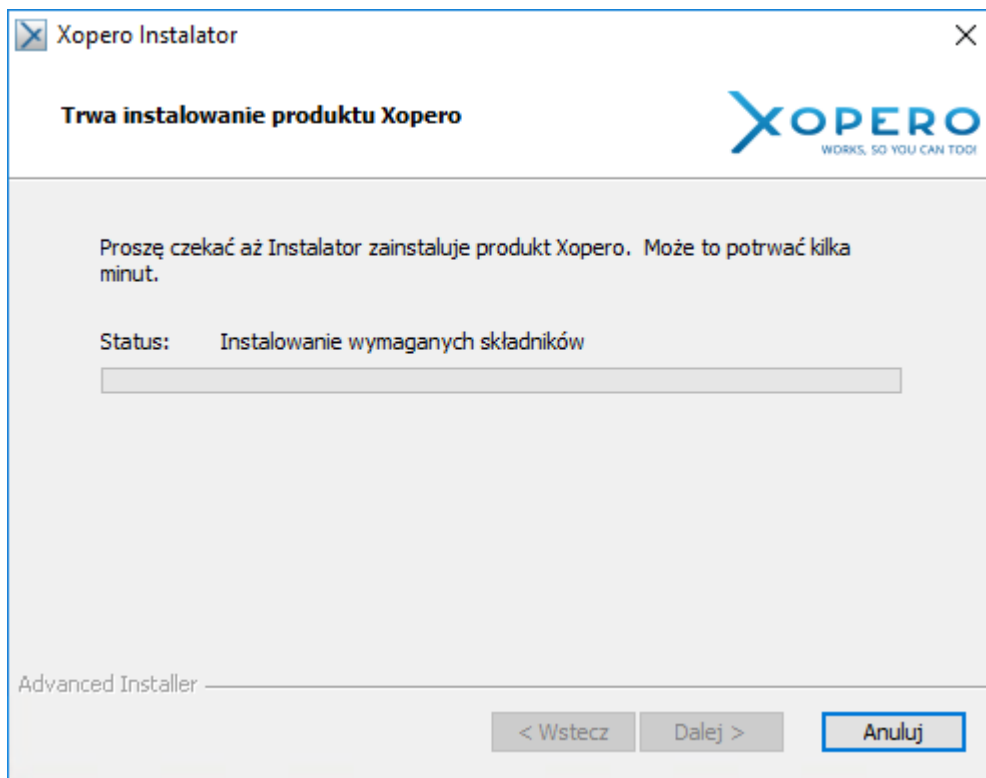 Xopero Instalator
Trwa instalowanie produktu Xopero
XOPERO
WORKS, SO YOU CAN TOO!
Proszę czekać aż Instalator zainstaluje produkt Xopero. Może to potrwać kilka
minut.
Status: Instalowanie wymaganych składników
Advanced Installer
< Wstecz Dalej > Anuluj